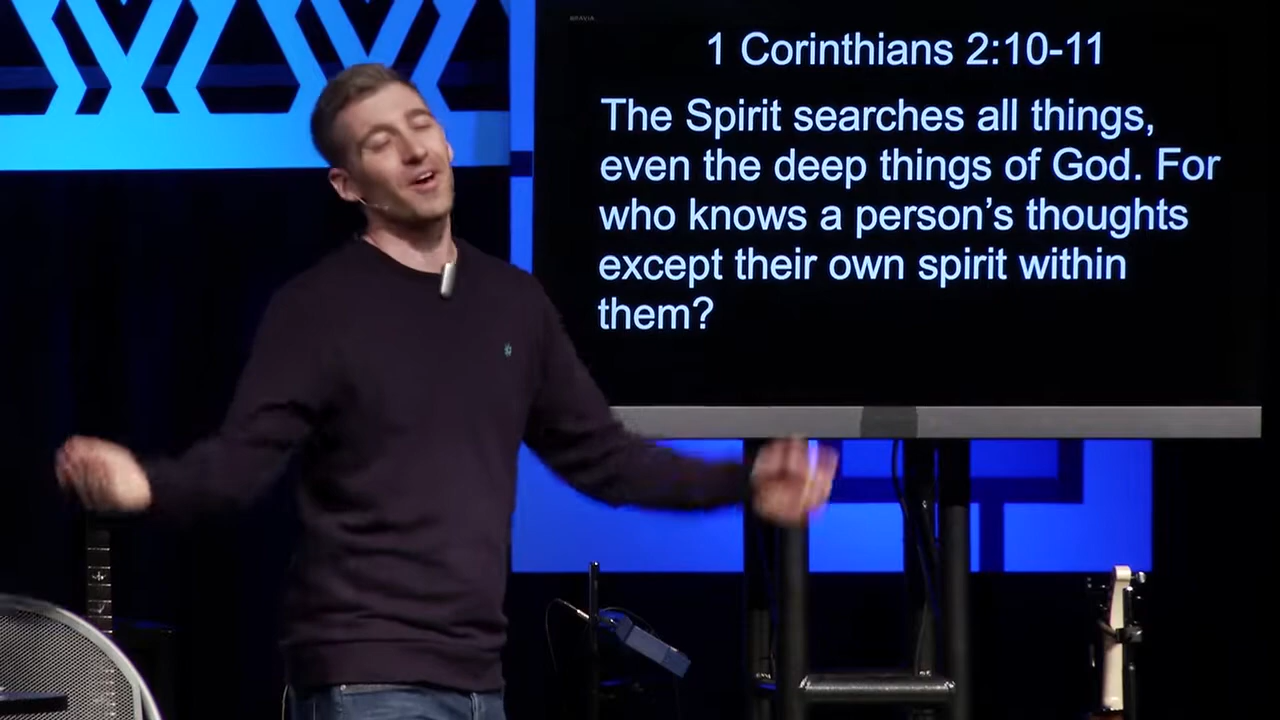 BRAVIA
1 Corinthians 2:10-11
The Spirit searches all things,
even the deep things of God. For
who knows a person’s thoughts
except their own spirit within
them?